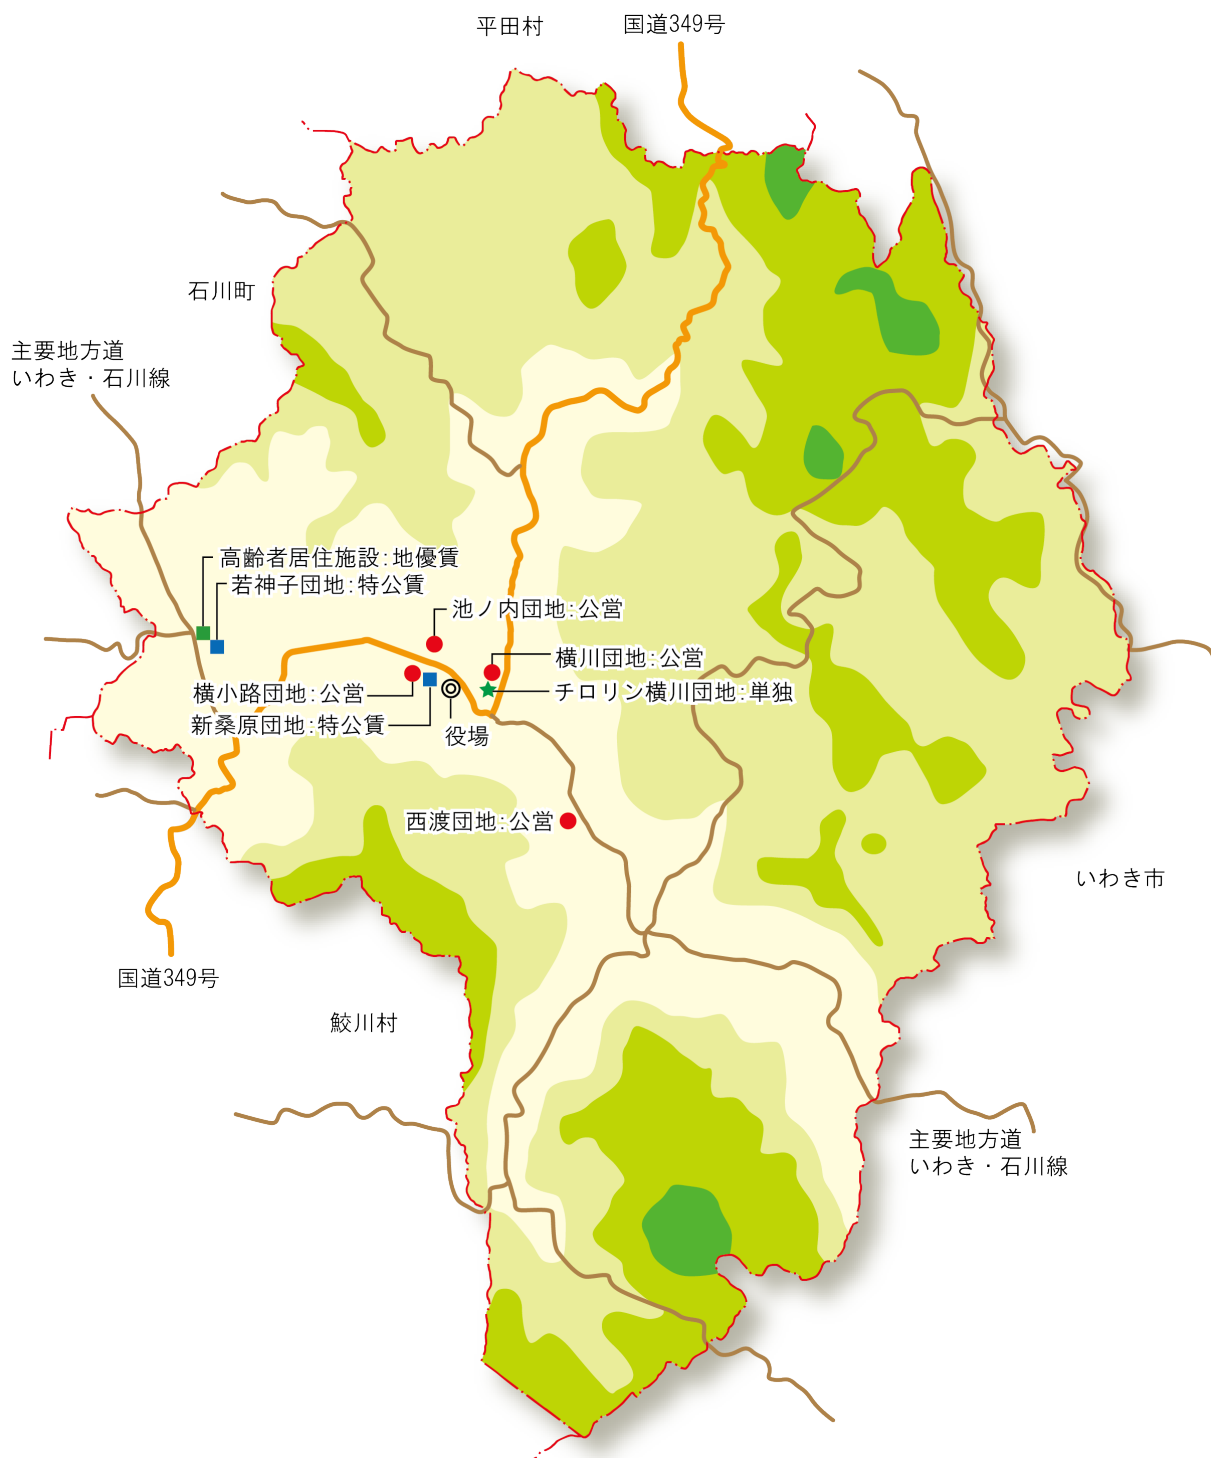 平田村
国道349号
石川町
主要地方道
いわき・石川線
高齢者居住施設:地優賃
若神子団地:特公賃
池ノ内団地:公営
横川団地:公営
横小路団地:公営
チロリン横川団地:単独
新桑原団地:特公賃
役場
西渡団地:公営
いわき市
国道349号
鮫川村
主要地方道
いわき・石川線